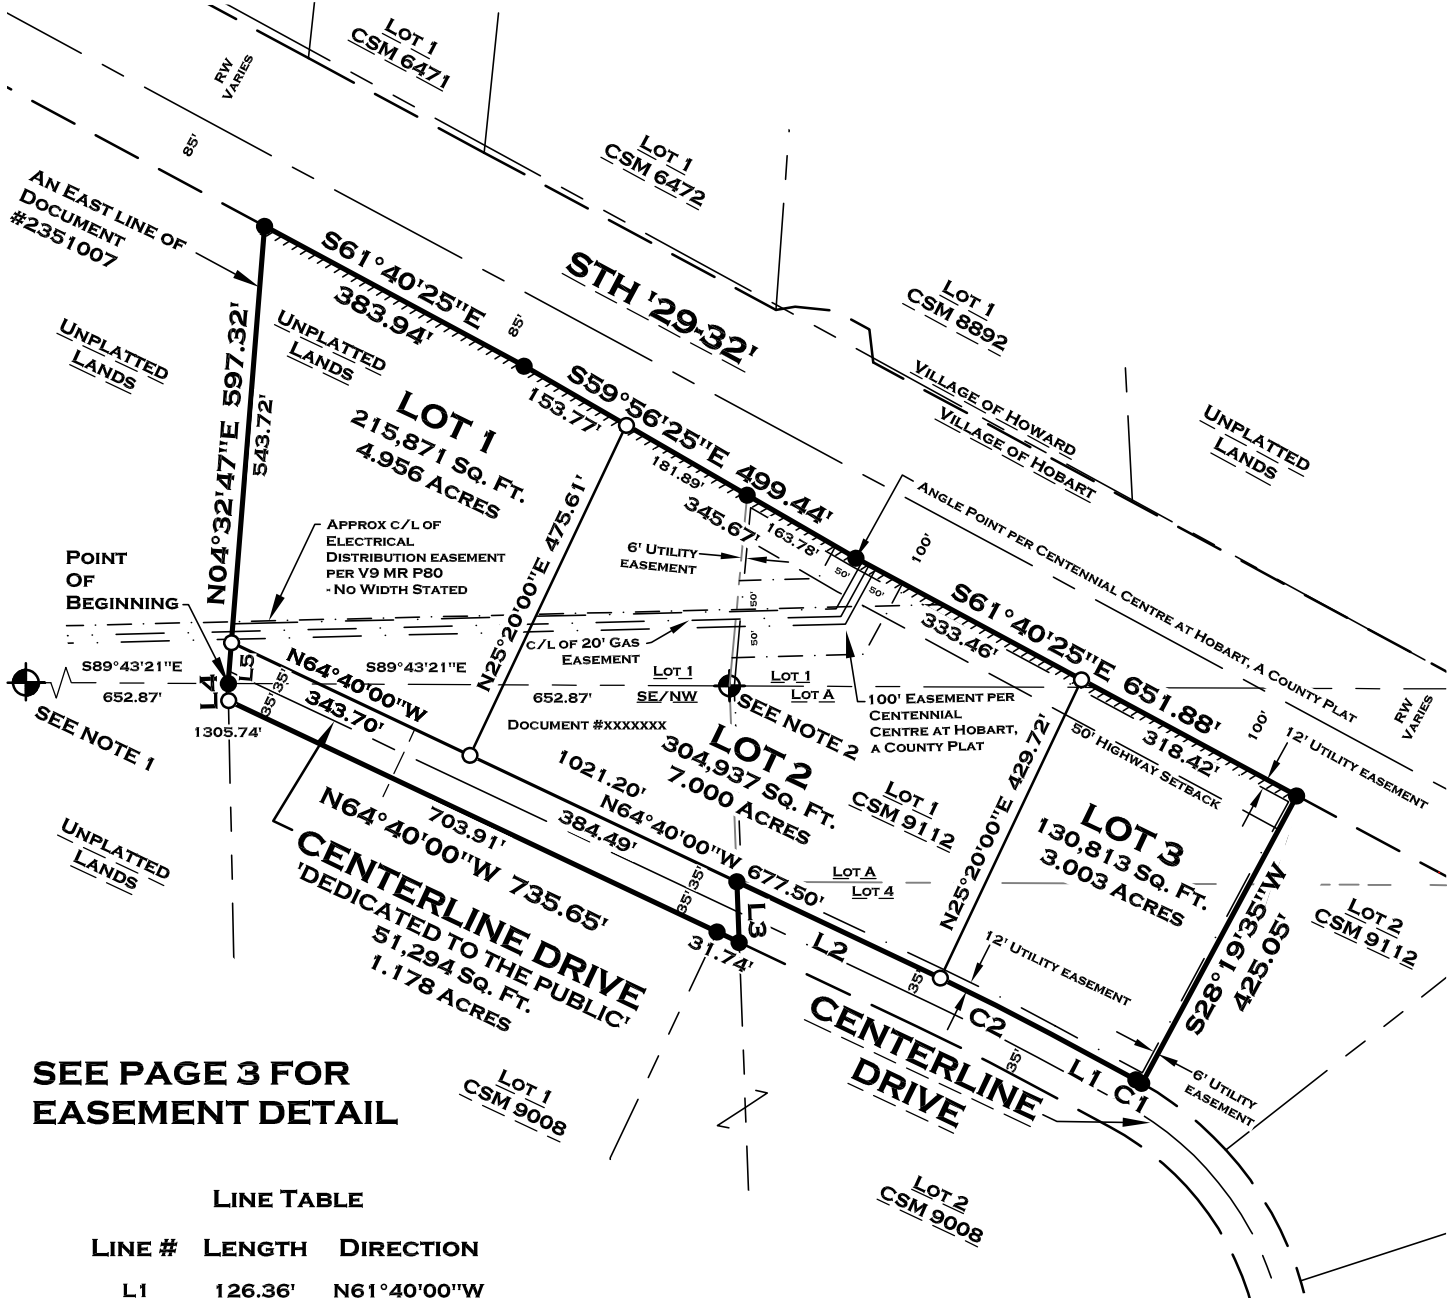 LOT 1
CSM 6471
RW
VARIES
85'
LOT 1
CSM 6472
AN EAST LINE OF
DOCUMENT
#2351007
S61°40'25"E
383.94'
85'
STH '29-32'
LOT 1
CSM 8892
VILLAGE OF HOWARD
VILLAGE OF HOBART
UNPLATTED
LANDS
UNPLATTED
LANDS
UNPLATTED
LANDS
N04°32'47"E 597.32'
543.72'
LOT 1
215,871 SQ. FT.
4.956 ACRES
S59°56'25"E 499.44'
153.77'
181.89'
345.67'
163.78'
N25°20'00"E 475.61'
APPROX C/L OF
ELECTRICAL
DISTRIBUTION EASEMENT
PER V9 MR P80
- NO WIDTH STATED
6' UTILITY
EASEMENT
50'
50'
50'
50'
100'
ANGLE POINT PER CENTENNIAL CENTRE AT HOBART, A COUNTY PLAT
S61°40'25"E 651.88'
333.46'
318.42'
100'
RW
VARIES
POINT
OF
BEGINNING
C/L OF 20' GAS
EASEMENT
S89°43'21"E
652.87'
SEE NOTE 1
L4
L5
35'
35'
1305.74'
N64°40'00"W
343.70'
S89°43'21"E
652.87'
LOT 1
SE/NW
LOT 1
LOT A
DOCUMENT #XXXXXXX
SEE NOTE 2
100' EASEMENT PER
CENTENNIAL
CENTRE AT HOBART,
A COUNTY PLAT
50' HIGHWAY SETBACK
12' UTILITY EASEMENT
LOT 2
304,937 SQ. FT.
7.000 ACRES
LOT 1
CSM 9112
N25°20'00"E 429.72'
LOT 3
130,813 SQ. FT.
3.003 ACRES
1021.20'
N64°40'00"W 677.50'
384.49'
703.91'
N64°40'00"W 735.65'
UNPLATTED
LANDS
CENTERLINE DRIVE
'DEDICATED TO THE PUBLIC'
51,294 SQ. FT.
1.178 ACRES
35'
35'
L3
31.74'
LOT A
LOT 4
L2
35'
12' UTILITY EASEMENT
S28°19'35"W
425.05'
LOT 2
CSM 9112
C2
35'
L1
C1
6' UTILITY
EASEMENT
CENTERLINE
DRIVE
SEE PAGE 3 FOR
EASEMENT DETAIL
LOT 1
CSM 9008
LOT 2
CSM 9008
LINE TABLE
LINE # LENGTH DIRECTION
L1 126.36' N61°40'00"W